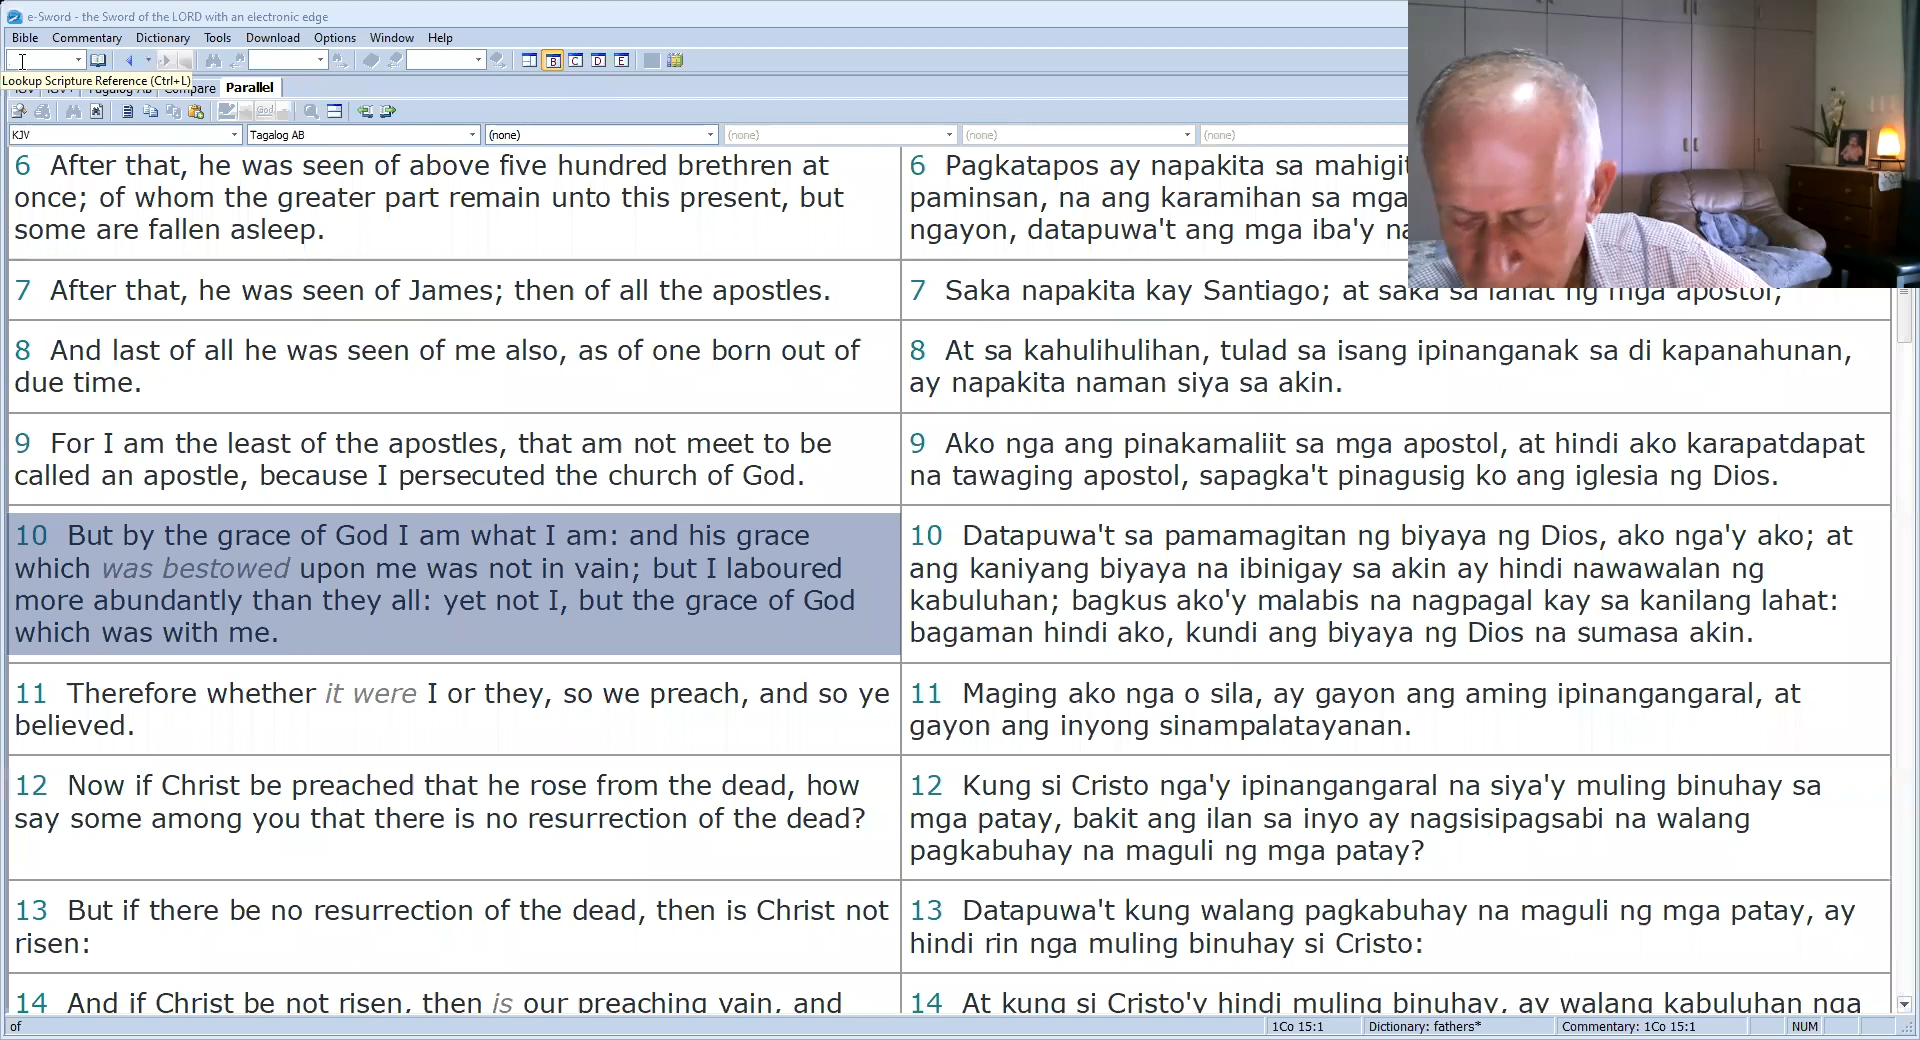 e-Sword - the Sword of the LORD with an electronic edge
Bible Commentary Dictionary Tools Download Options Window Help
B C D E
Lookup Scripture Reference (Ctrl+L)
Compare Parallel
KJV Tagalog AB (none) (none) (none) (none)
6 After that, he was seen of above five hundred brethren at
once; of whom the greater part remain unto this present, but
some are fallen asleep.
6 Pagkatapos ay napakita sa mahigit
paminsan, na ang karamihan sa mga
ngayon, datapuwa't ang mga iba'y
7 After that, he was seen of James; then of all the apostles.
7 Saka napakita kay Santiago; at saka sa lahat ng mga apostol;
8 And last of all he was seen of me also, as of one born out of
due time.
8 At sa kahulihulihan, tulad sa isang ipinanganak sa di kapanahunan,
ay napakita naman siya sa akin.
9 For I am the least of the apostles, that am not meet to be
called an apostle, because I persecuted the church of God.
9 Ako nga ang pinakamaliit sa mga apostol, at hindi ako karapatdapat
na tawaging apostol, sapagka't pinagusig ko ang iglesia ng Dios.
10 But by the grace of God I am what I am: and his grace
which was bestowed upon me was not in vain; but I laboured
more abundantly than they all: yet not I, but the grace of God
which was with me.
10 Datapuwa't sa pamamagitan ng biyaya ng Dios, ako nga'y ako; at
ang kaniyang biyaya na ibinigay sa akin ay hindi nawawalan ng
kabuluhan; bagkus ako'y malabis na nagpagal kay sa kanilang lahat:
bagaman hindi ako, kundi ang biyaya ng Dios na sumasa akin.
11 Therefore whether it were I or they, so we preach, and so ye
believed.
11 Maging ako nga o sila, ay gayon ang aming ipinangangaral, at
gayon ang inyong sinampalatayanan.
12 Now if Christ be preached that he rose from the dead, how
say some among you that there is no resurrection of the dead?
12 Kung si Cristo nga'y ipinangangaral na siya'y muling binuhay sa
mga patay, bakit ang ilan sa inyo ay nagsisipagsabi na walang
pagkabuhay na maguli ng mga patay?
13 But if there be no resurrection of the dead, then is Christ not
risen:
13 Datapuwa't kung walang pagkabuhay na maguli ng mga patay, ay
hindi rin nga muling binuhay si Cristo:
14 And if Christ be not risen, then is our preaching vain, and
14 At kung si Cristo'y hindi muling binuhay, ay walang kabuluhan nga
of 1Co 15:1 Dictionary: fathers* Commentary: 1Co 15:1 NUM